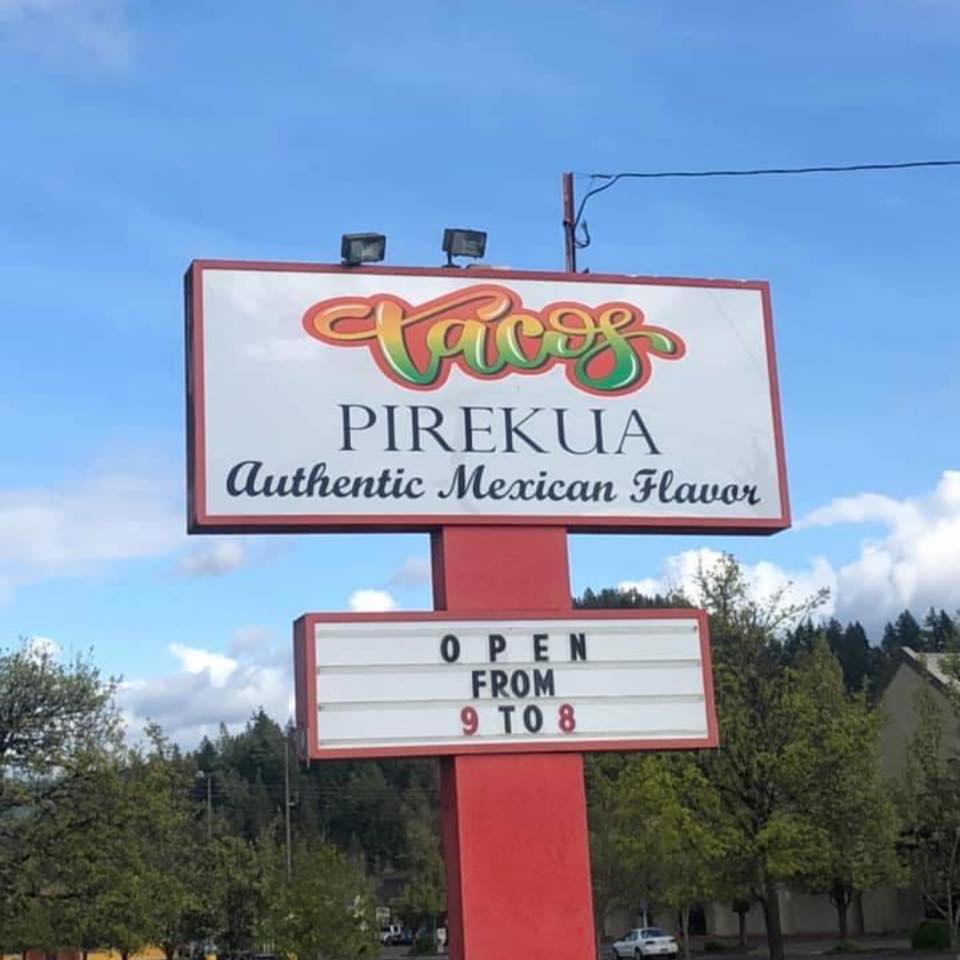 Tacos
PIREKUA
Authentic Mexican Flavor
OPEN
FROM
9 TO 8